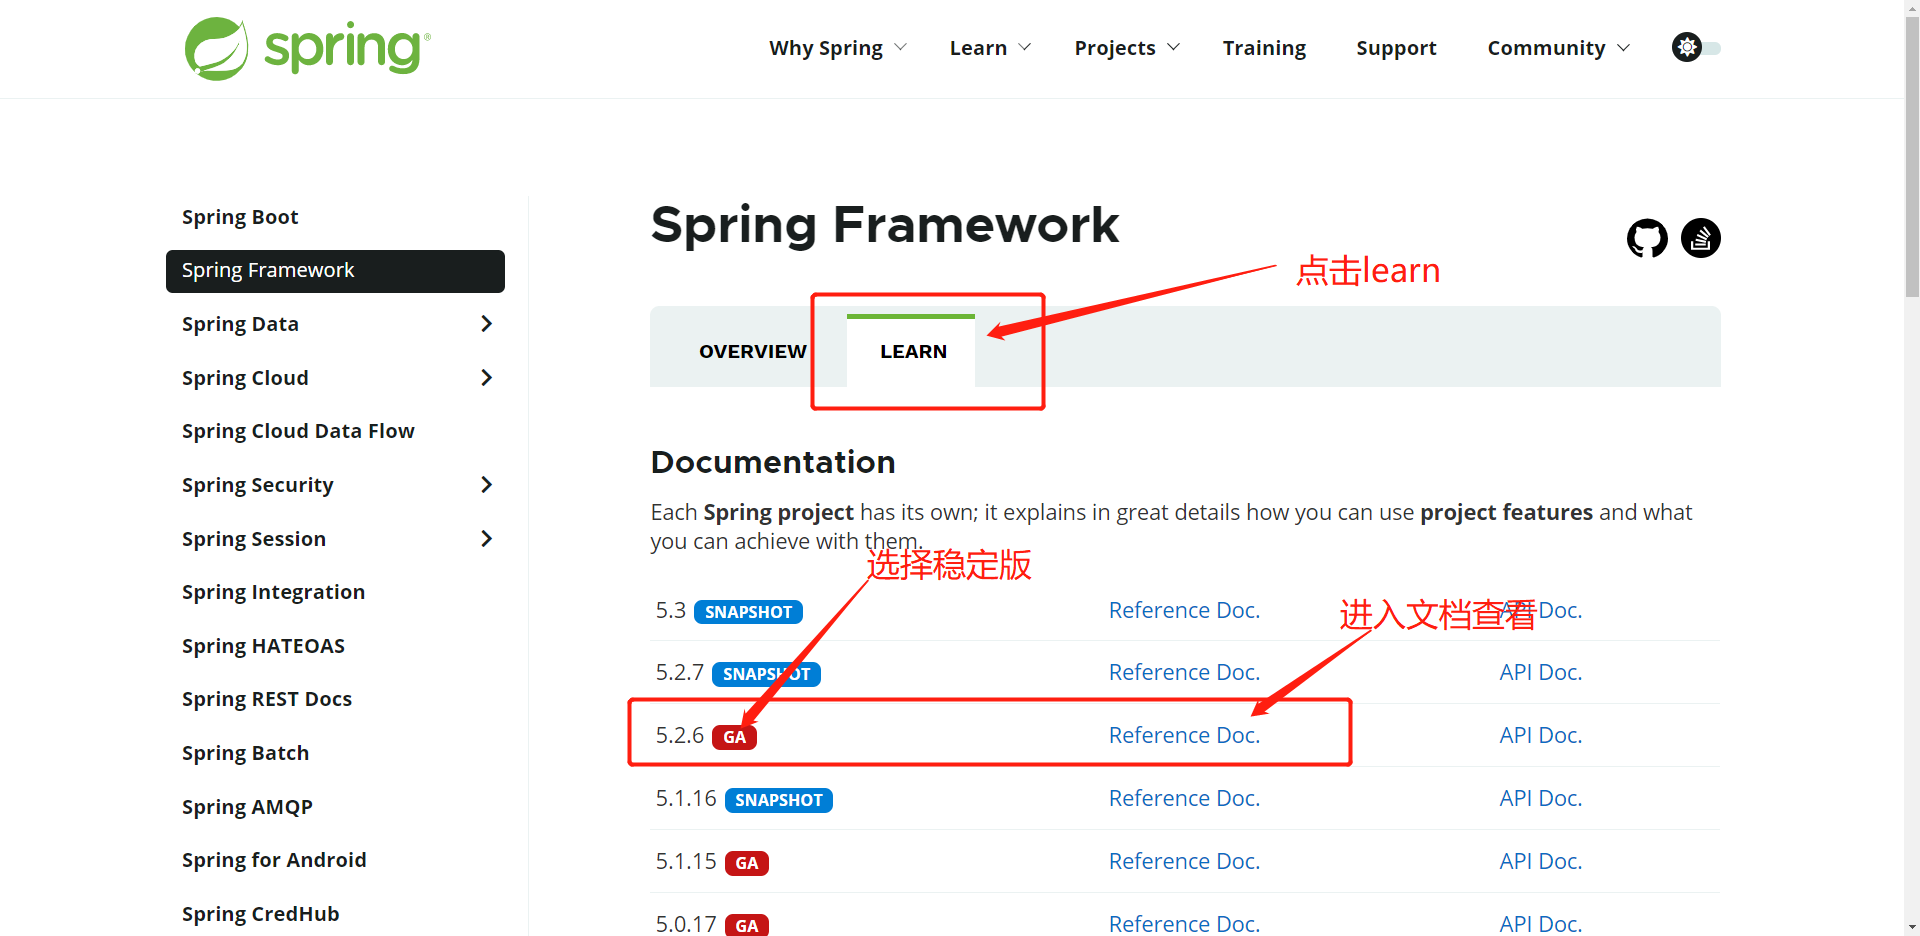 spring
Why Spring Learn Projects Training Support Community
Spring Boot
Spring Framework
Spring Data
Spring Cloud
Spring Cloud Data Flow
Spring Security
Spring Session
Spring Integration
Spring HATEOAS
Spring REST Docs
Spring Batch
Spring AMQP
Spring for Android
Spring CredHub
Spring Framework
点击learn
OVERVIEW LEARN
Documentation
Each Spring project has its own; it explains in great details how you can use project features and what
you can achieve with them.
选择稳定版
进入文档查看
5.3 SNAPSHOT Reference Doc. API Doc.
5.2.7 SNAPSHOT Reference Doc. API Doc.
5.2.6 GA Reference Doc. API Doc.
5.1.16 SNAPSHOT Reference Doc. API Doc.
5.1.15 GA Reference Doc. API Doc.
5.0.17 GA Reference Doc. API Doc.